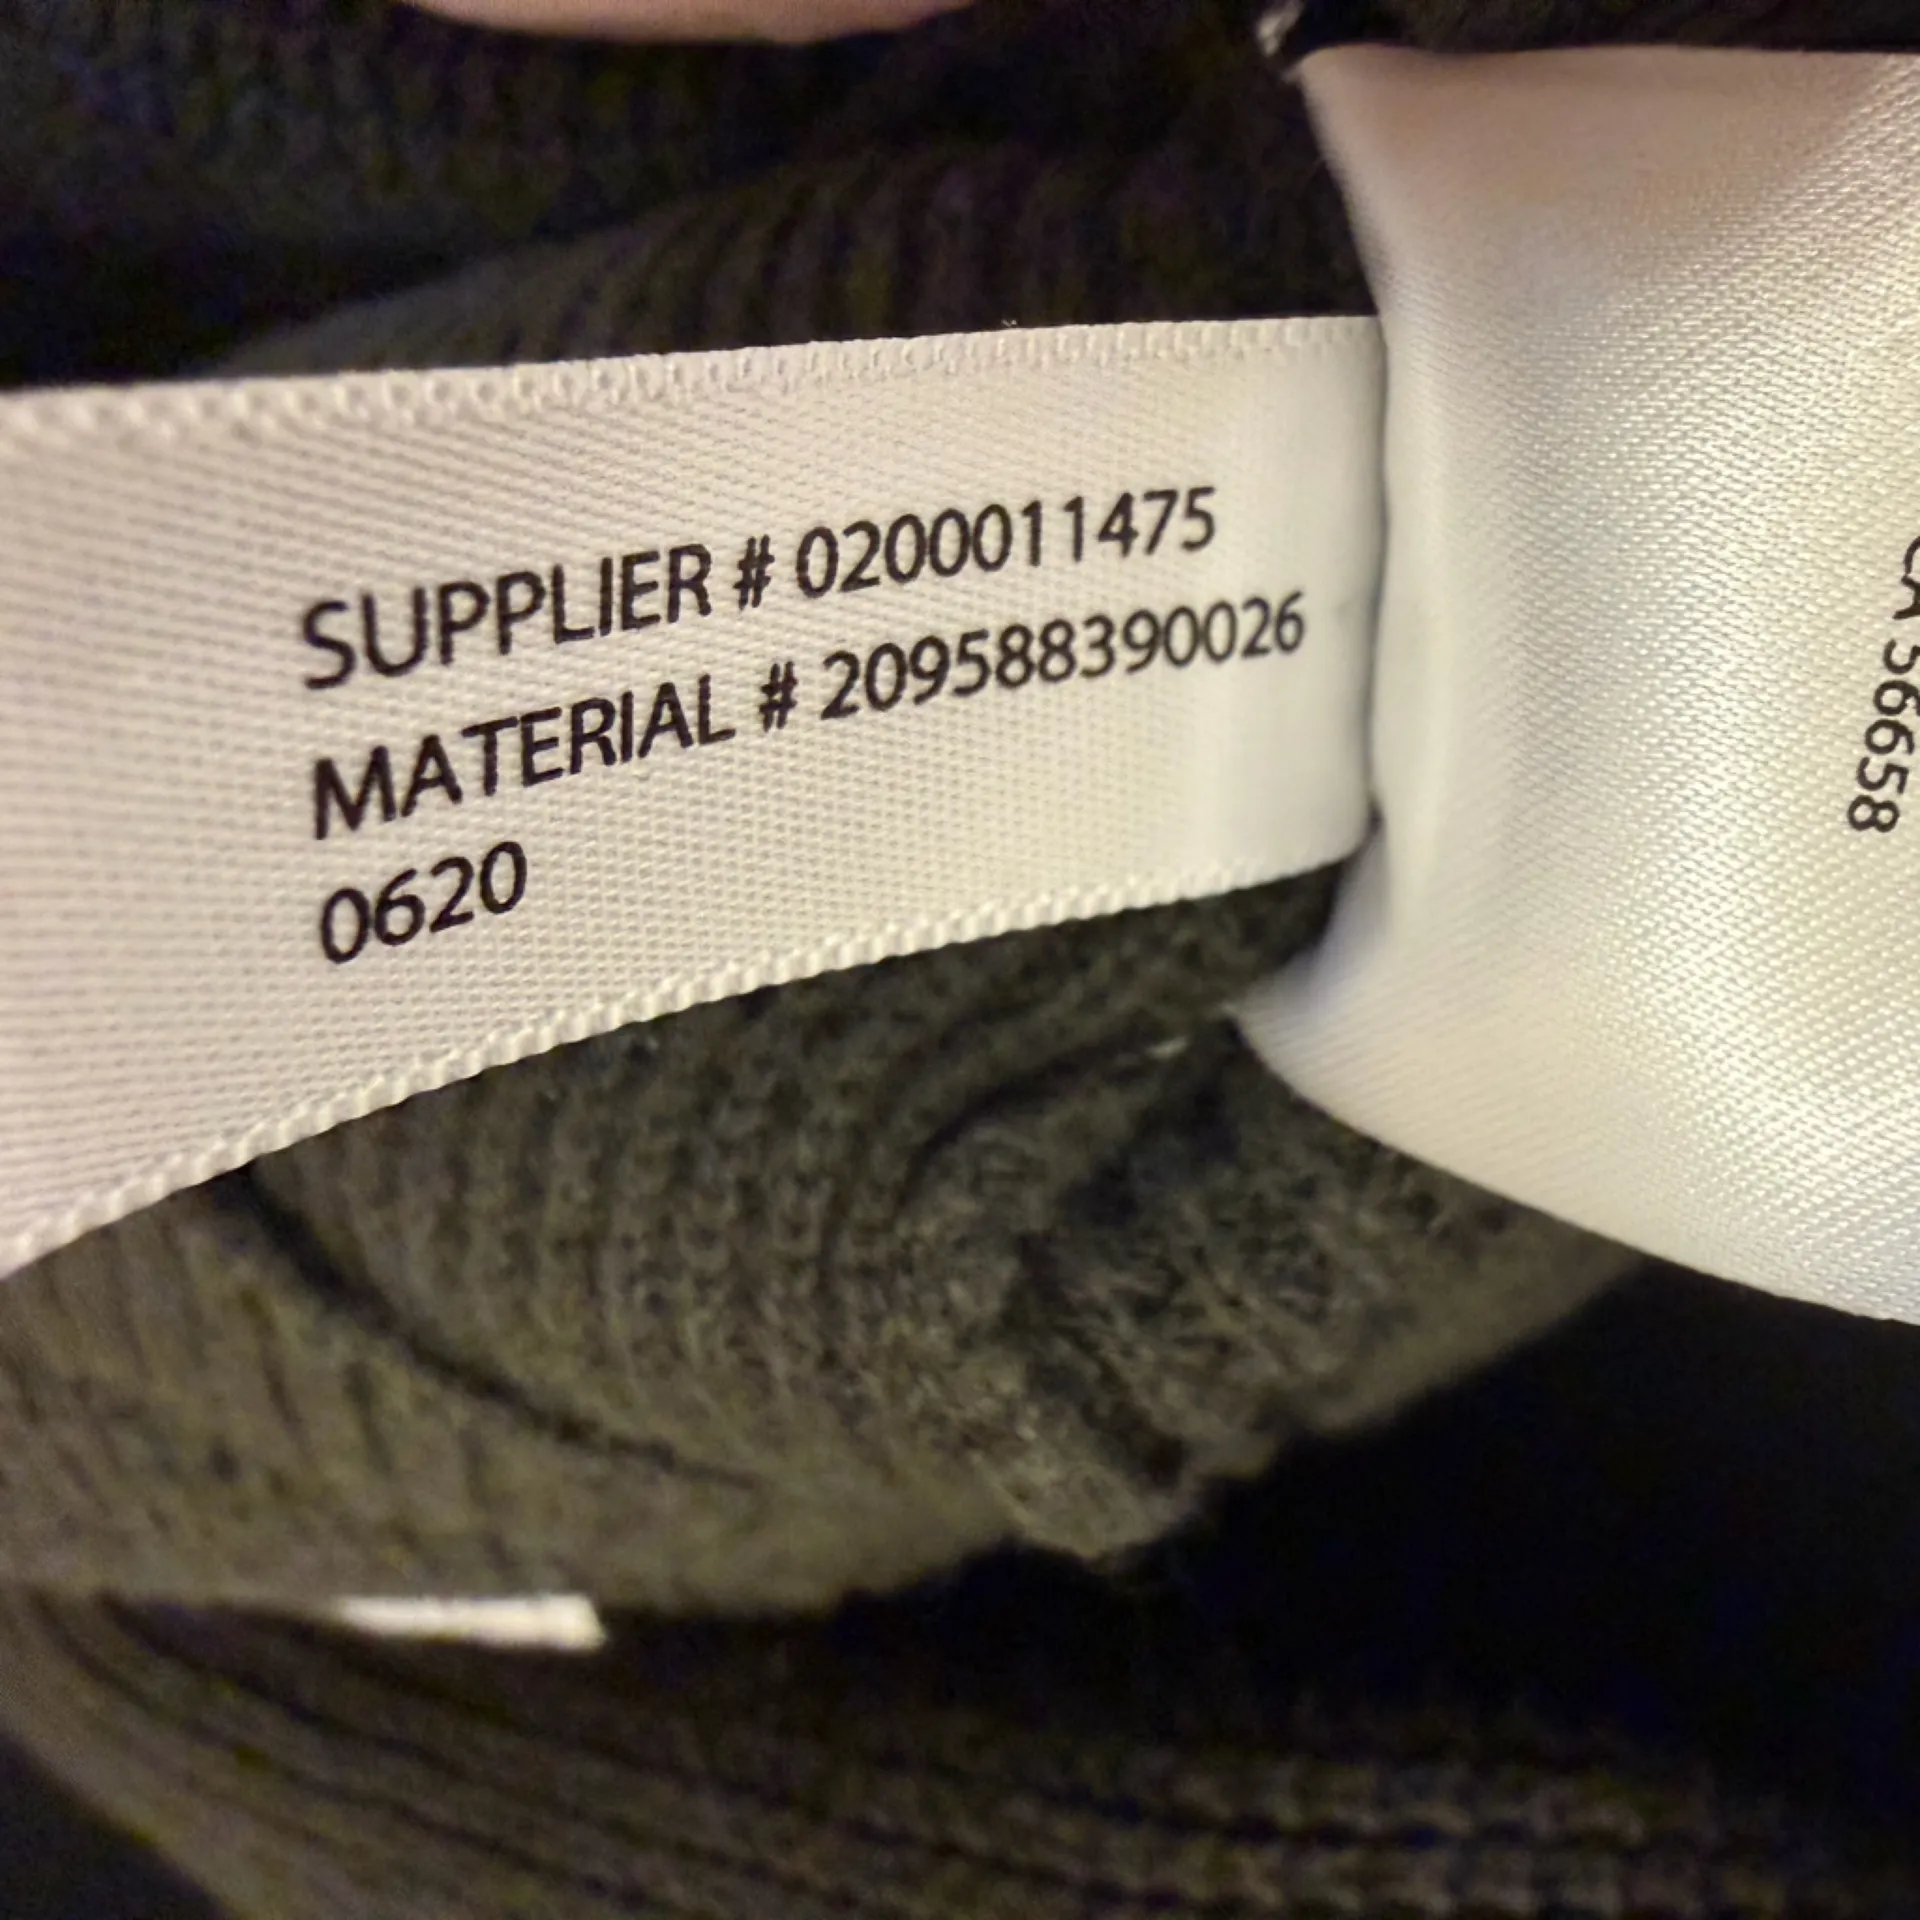 SUPPLIER # 0200011475
MATERIAL # 209588390026
0620
CA 56658